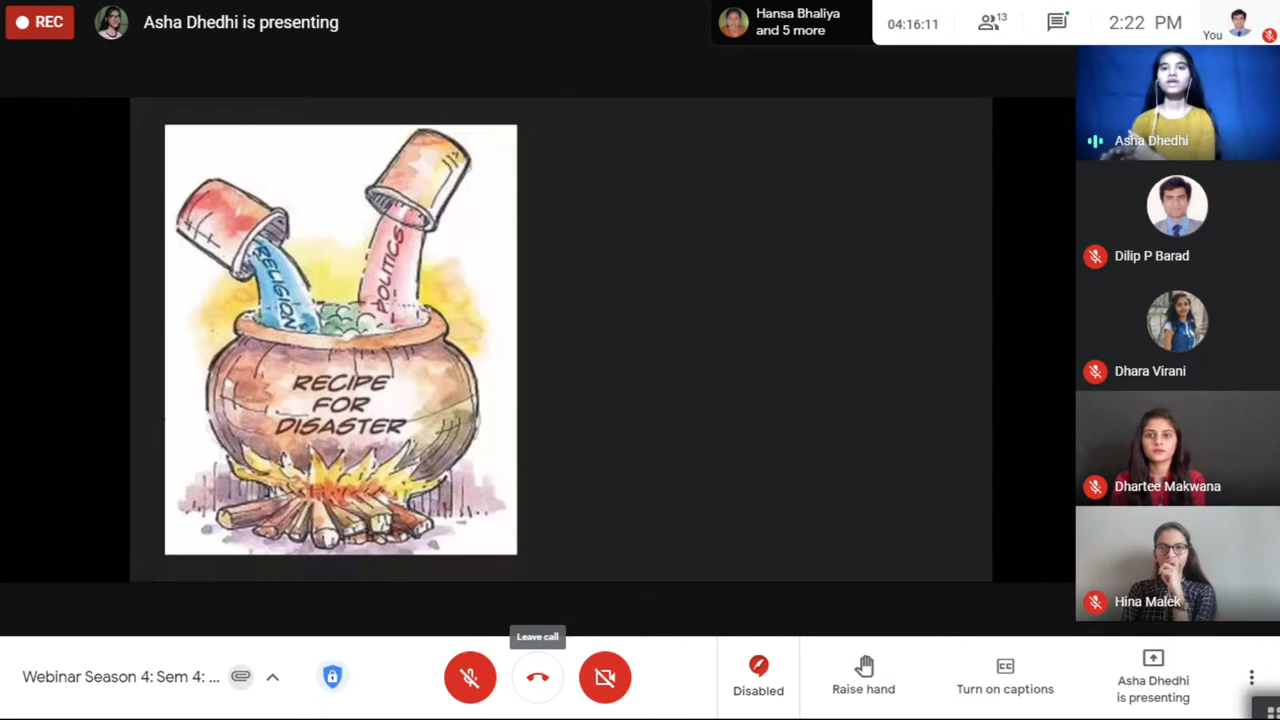 REC
Asha Dhedhi is presenting
Hansa Bhaliya
and 5 more
04:16:11
13
2:22 PM
You
Asha Dhedhi
Dilip P Barad
Dhara Virani
Dhartee Makwana
Hina Malek
RELIGION
POLITICS
RECIPE
FOR
DISASTER
Leave call
Webinar Season 4: Sem 4: ...
Disabled
Raise hand
CC
Turn on captions
Asha Dhedhi
is presenting